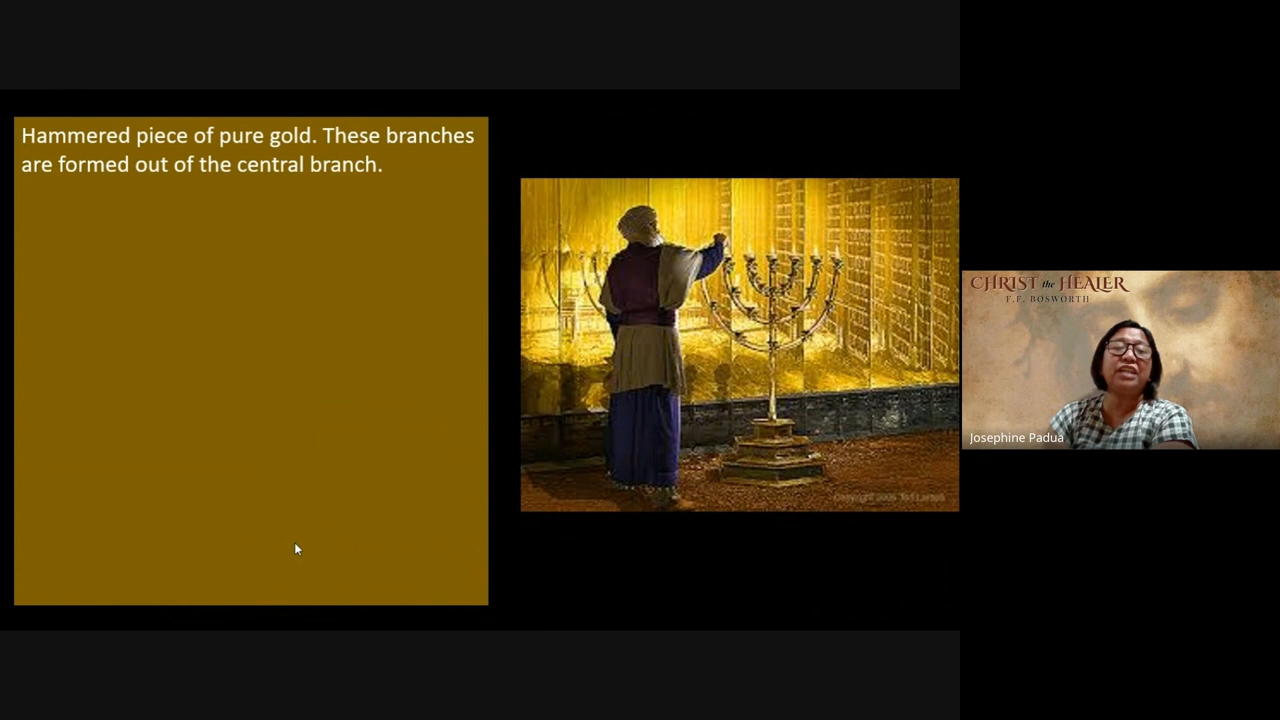 Hammered piece of pure gold. These branches
are formed out of the central branch.
CHRIST the HEALER
F.F. BOSWORTH
Josephine Padua